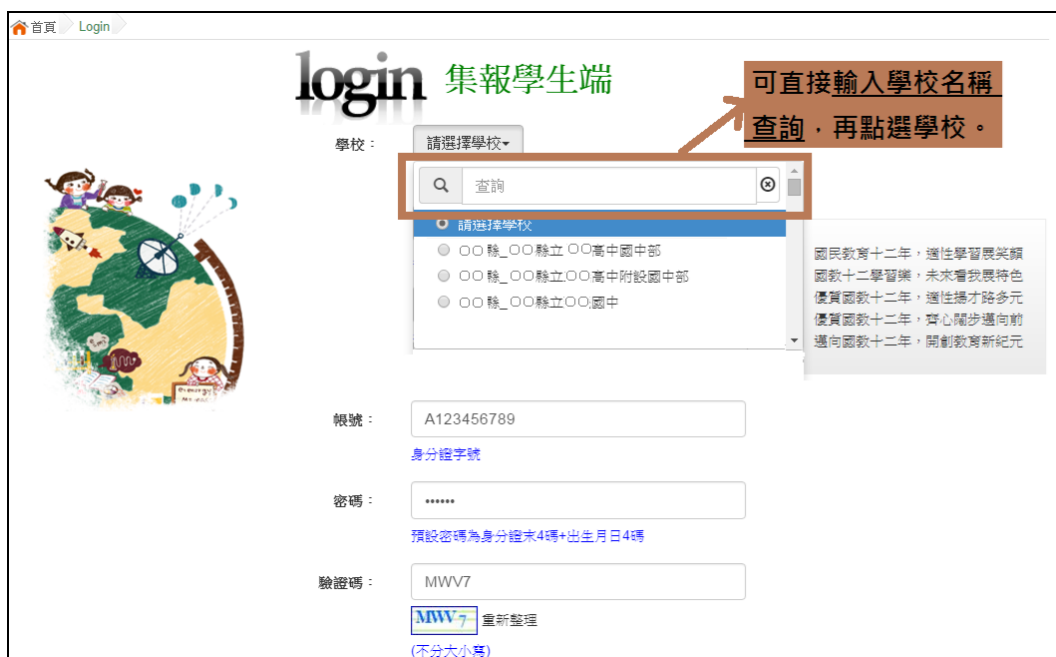 首頁 Login
login 集報學生端
可直接輸入學校名稱
查詢，再點選學校。
學校：
請選擇學校
查詢
請選擇學校
○○ 縣_○○縣立 ○○高中國中部
○○ 縣_○○縣立 ○○高中附設國中部
○○ 縣_○○縣立○○國中
國民教育十二年，適性學習展笑顏
國教十二學習樂，未來看我展特色
優質國教十二年，適性揚才路多元
優質國教十二年，齊心闊步邁向前
邁向國教十二年，開創教育新紀元
帳號：
A123456789
身分證字號
密碼：
••••••
預設密碼為身分證末4碼+出生月日4碼
驗證碼：
MWV7
MWV7 重新整理
(不分大小寫)